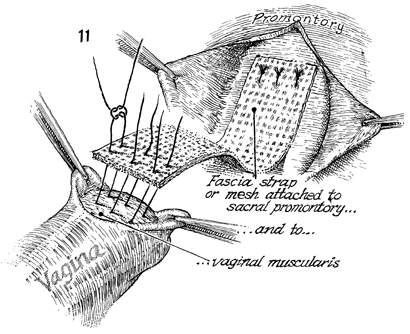 Promontory
11
Fascia strap
or mesh attached to
sacral promontory...
...and to...
...vaginal muscularis
Vagina